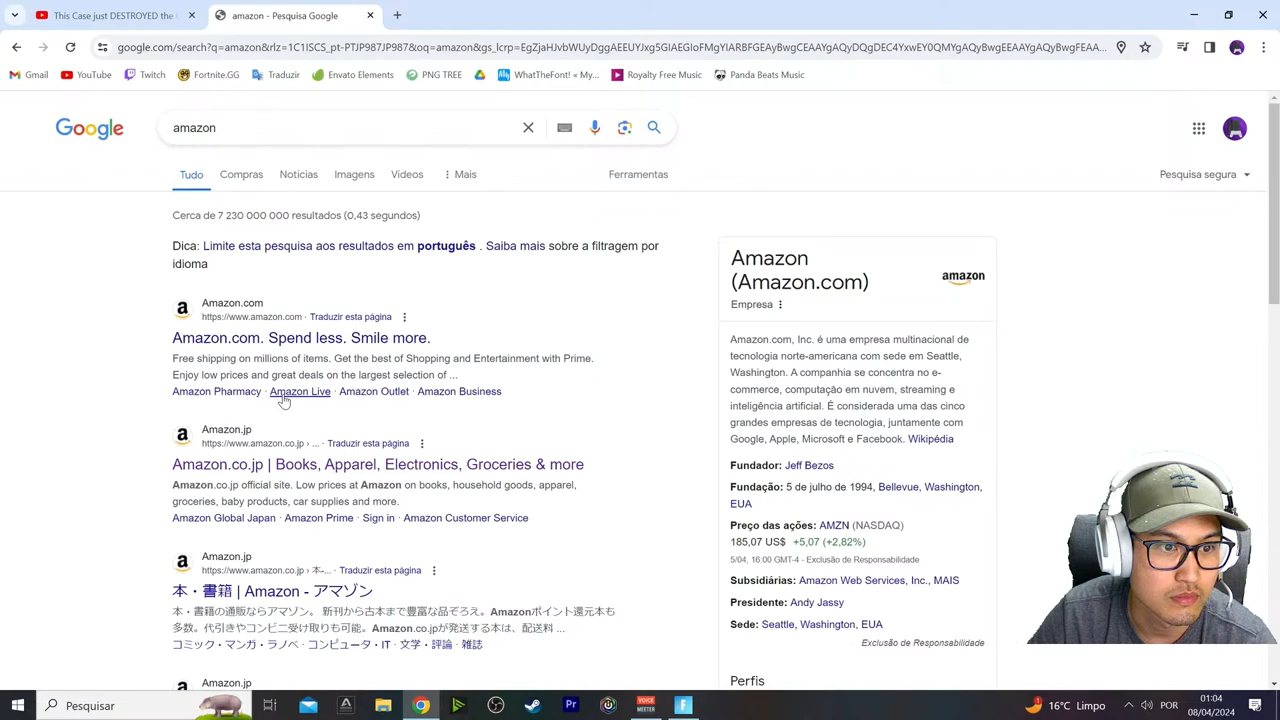 This Case just DESTROYED the
amazon - Pesquisa Google
google.com/search?q=amazon&rlz=1C1ISCS_pt-PTJP987JP987&oq=amazon&gs_lcrp=EgZjaHJvbWUyDggAEEUYJxg5GIAEGIoFMgYIARBFGEAyBwgCEAAYgAQyDQgDEC4YxwEY0QMYgAQyBwgEEAAYgAQyBwgFEAA...
Gmail YouTube Twitch Fortnite.GG Traduzir Envato Elements PNG TREE WhatTheFont! « My... Royalty Free Music Panda Beats Music
Google
amazon
Tudo Compras Notícias Imagens Vídeos Mais Ferramentas Pesquisa segura
Cerca de 7 230 000 000 resultados (0,43 segundos)
Dica: Limite esta pesquisa aos resultados em português . Saiba mais sobre a filtragem por
idioma
Amazon.com
https://www.amazon.com · Traduzir esta página
Amazon.com. Spend less. Smile more.
Free shipping on millions of items. Get the best of Shopping and Entertainment with Prime.
Enjoy low prices and great deals on the largest selection of ...
Amazon Pharmacy · Amazon Live · Amazon Outlet · Amazon Business
Amazon.jp
https://www.amazon.co.jp › ... · Traduzir esta página
Amazon.co.jp | Books, Apparel, Electronics, Groceries & more
Amazon.co.jp official site. Low prices at Amazon on books, household goods, apparel,
groceries, baby products, car supplies and more.
Amazon Global Japan · Amazon Prime · Sign in · Amazon Customer Service
Amazon.jp
https://www.amazon.co.jp › 本-... · Traduzir esta página
本・書籍 | Amazon - アマゾン
本・書籍の通販ならアマゾン。 新刊から古本まで豊富な品ぞろえ。Amazonポイント還元本も
多数。代引きやコンビニ受け取りも可能。 Amazon.co.jpが発送する本は、配送料 ...
コミック・マンガ・ラノベ · コンピュータ・IT · 文学・評論 · 雑誌
Amazon.jp
Amazon
(Amazon.com)
amazon
Empresa
Amazon.com, Inc. é uma empresa multinacional de
tecnologia norte-americana com sede em Seattle,
Washington. A companhia se concentra no e-
commerce, computação em nuvem, streaming e
inteligência artificial. É considerada uma das cinco
grandes empresas de tecnologia, juntamente com
Google, Apple, Microsoft e Facebook. Wikipédia
Fundador: Jeff Bezos
Fundação: 5 de julho de 1994, Bellevue, Washington,
EUA
Preço das ações: AMZN (NASDAQ)
185,07 US$ +5,07 (+2,82%)
5/04, 16:00 GMT-4 - Exclusão de Responsabilidade
Subsidiárias: Amazon Web Services, Inc., MAIS
Presidente: Andy Jassy
Sede: Seattle, Washington, EUA
Exclusão de Responsabilidade
Perfis
Pesquisar
16°C Limpo
POR
01:04
08/04/2024